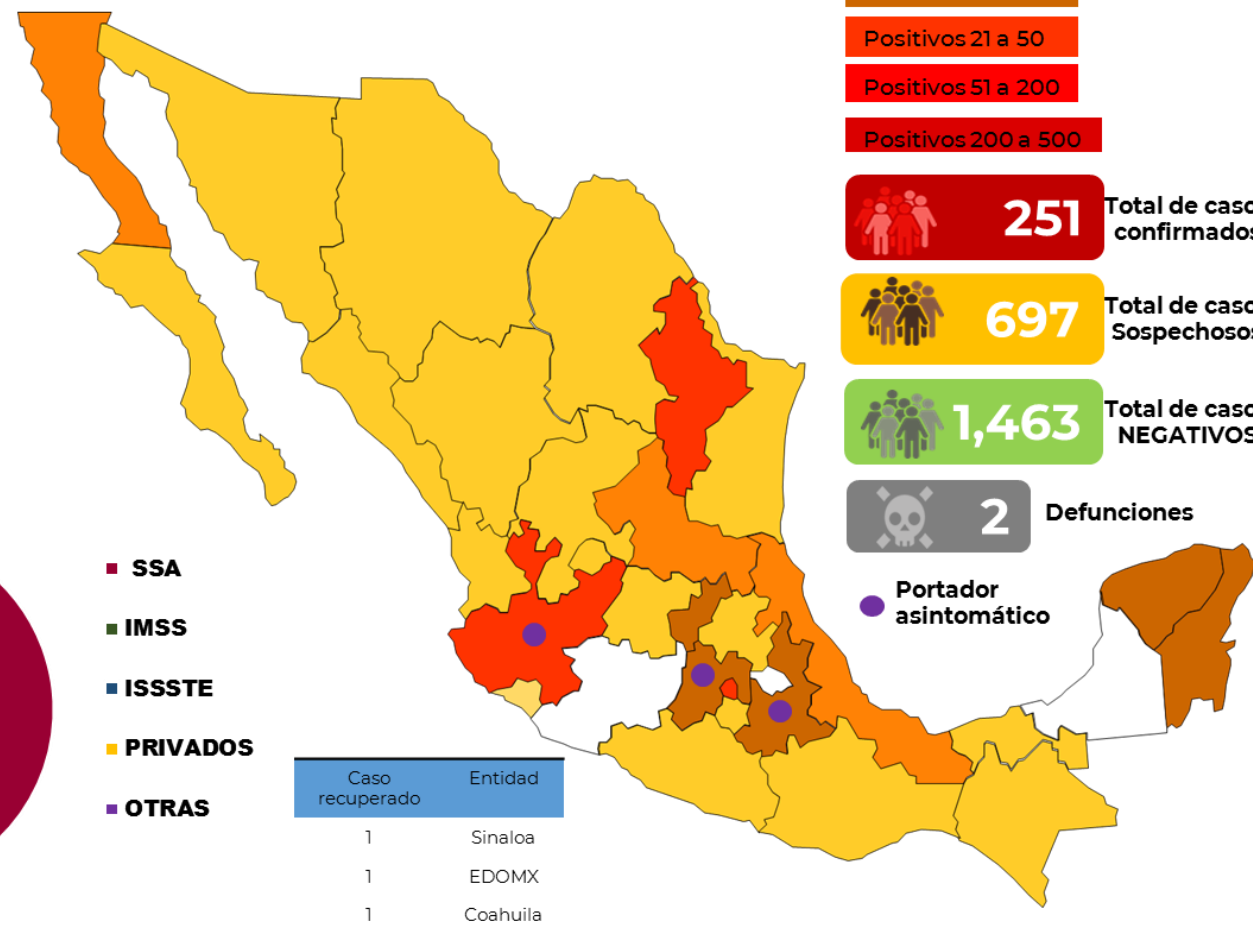 Positivos 21 a 50
Positivos 51 a 200
Positivos 200 a 500
251
Total de caso
confirmados
697
Total de caso
Sospechosos
1,463
Total de caso
NEGATIVOS
2
Defunciones
Portador
asintomático
SSA
IMSS
ISSSTE
PRIVADOS
OTRAS
Caso
recuperado
Entidad
1
Sinaloa
1
EDOMX
1
Coahuila